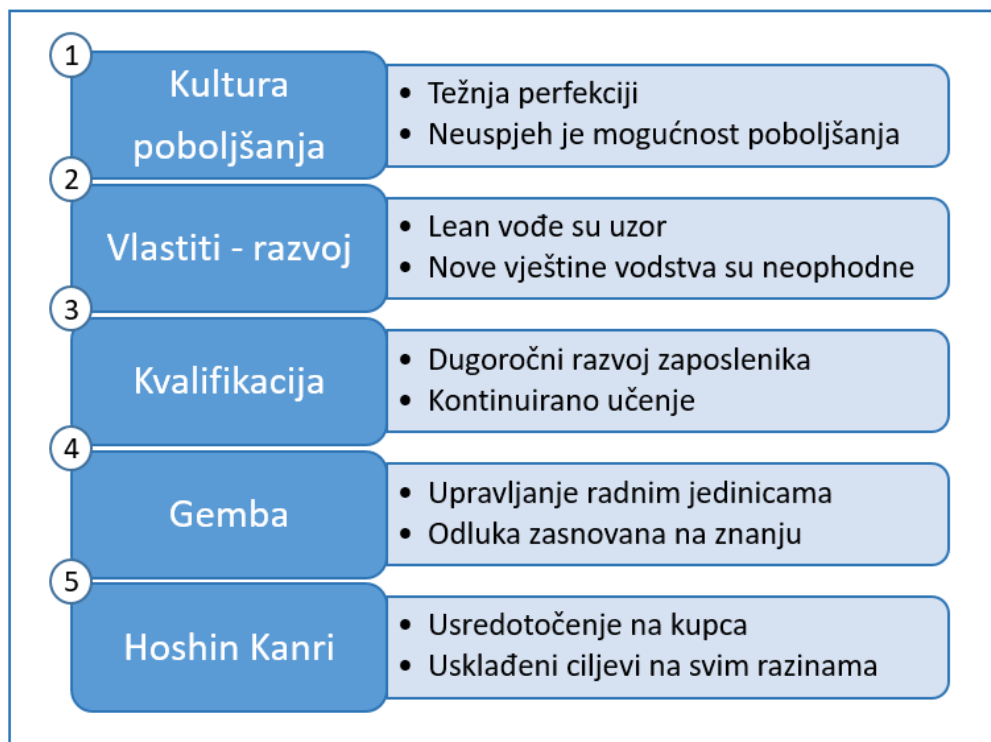 1
Kultura
poboljšanja
• Težnja perfekciji
• Neuspjeh je mogućnost poboljšanja
2
Vlastiti - razvoj
• Lean vođe su uzor
• Nove vještine vodstva su neophodne
3
Kvalifikacija
• Dugoročni razvoj zaposlenika
• Kontinuirano učenje
4
Gemba
• Upravljanje radnim jedinicama
• Odluka zasnovana na znanju
5
Hoshin Kanri
• Usredotočenje na kupca
• Usklađeni ciljevi na svim razinama